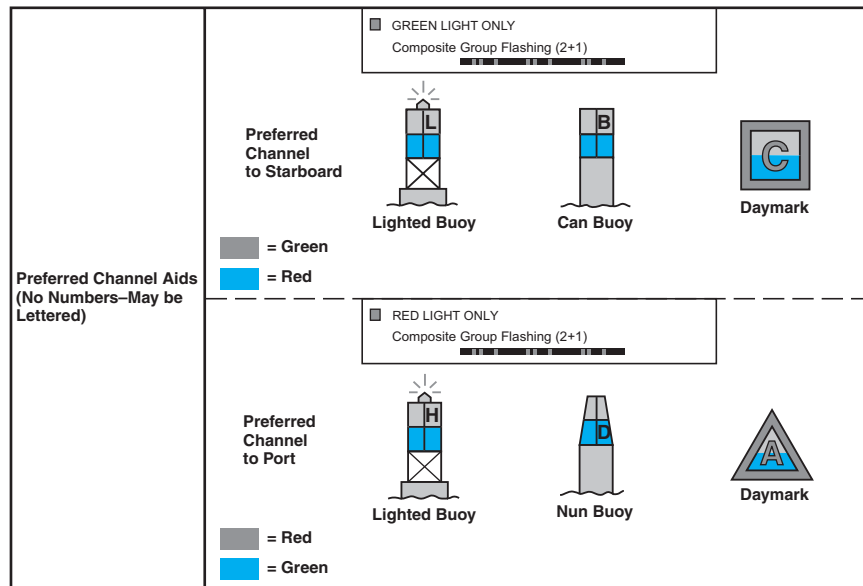 GREEN LIGHT ONLY
Composite Group Flashing (2+1)
Preferred
Channel
to Starboard
L
B
C
Lighted Buoy
Can Buoy
Daymark
= Green
= Red
Preferred Channel Aids
(No Numbers–May be
Lettered)
RED LIGHT ONLY
Composite Group Flashing (2+1)
Preferred
Channel
to Port
H
D
A
Lighted Buoy
Nun Buoy
Daymark
= Red
= Green